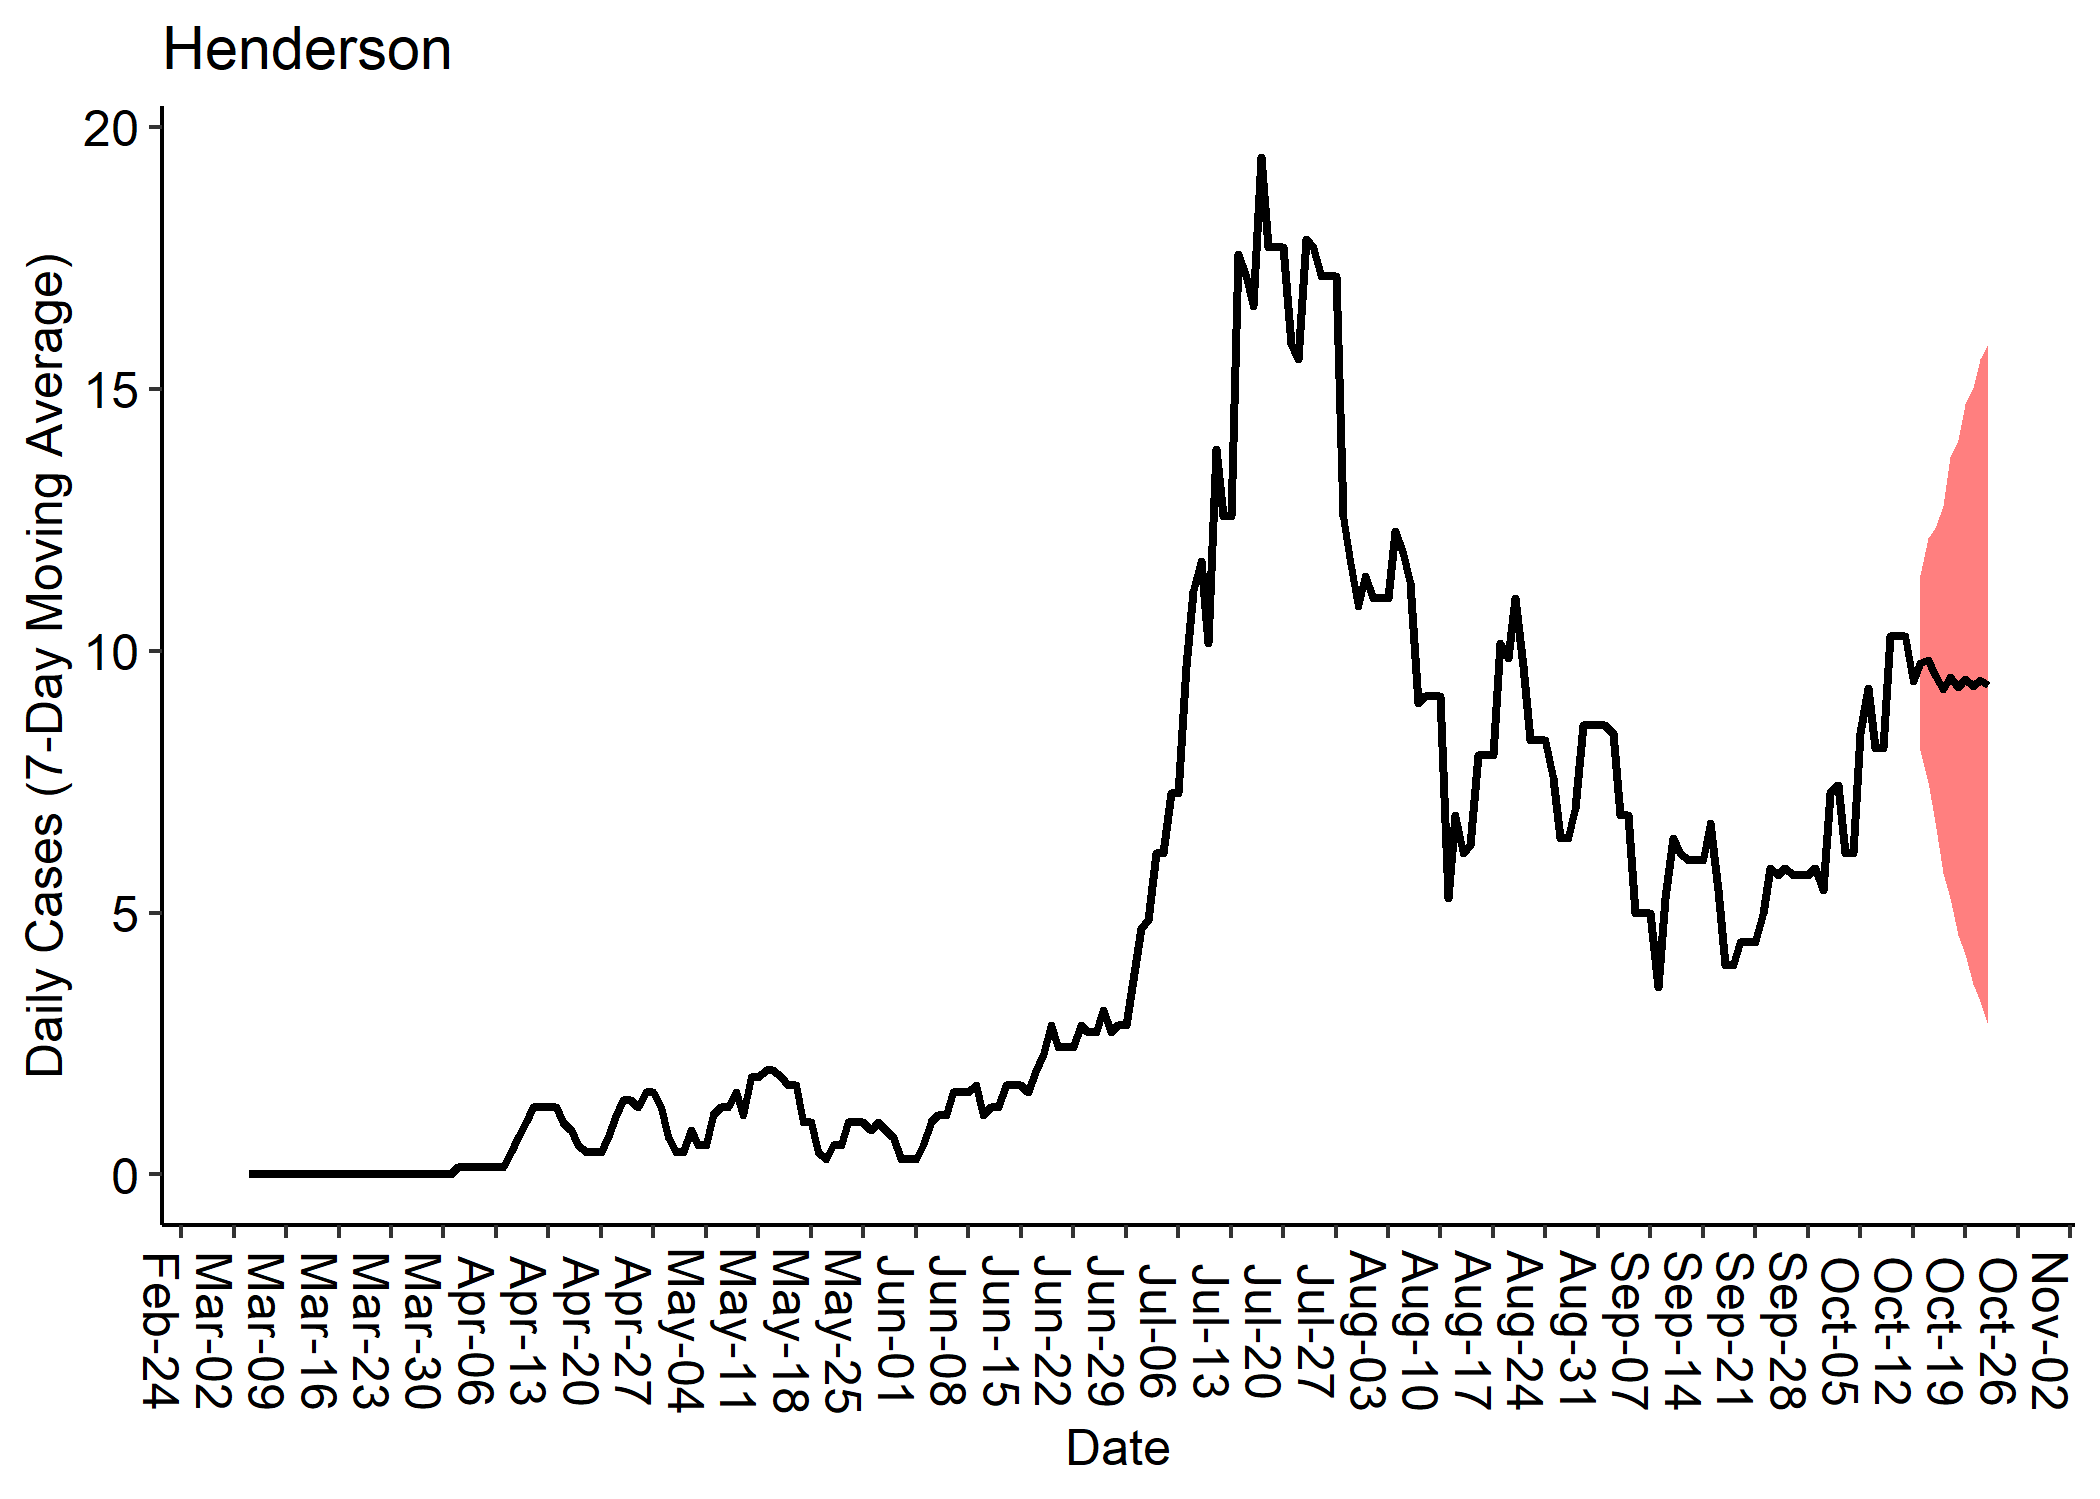 Henderson
Daily Cases (7-Day Moving Average)
20
15
10
5
0
Feb-24
Mar-02
Mar-09
Mar-16
Mar-23
Mar-30
Apr-06
Apr-13
Apr-20
Apr-27
May-04
May-11
May-18
May-25
Jun-01
Jun-08
Jun-15
Jun-22
Jun-29
Jul-06
Jul-13
Jul-20
Jul-27
Aug-03
Aug-10
Aug-17
Aug-24
Aug-31
Sep-07
Sep-14
Sep-21
Sep-28
Oct-05
Oct-12
Oct-19
Oct-26
Nov-02
Date